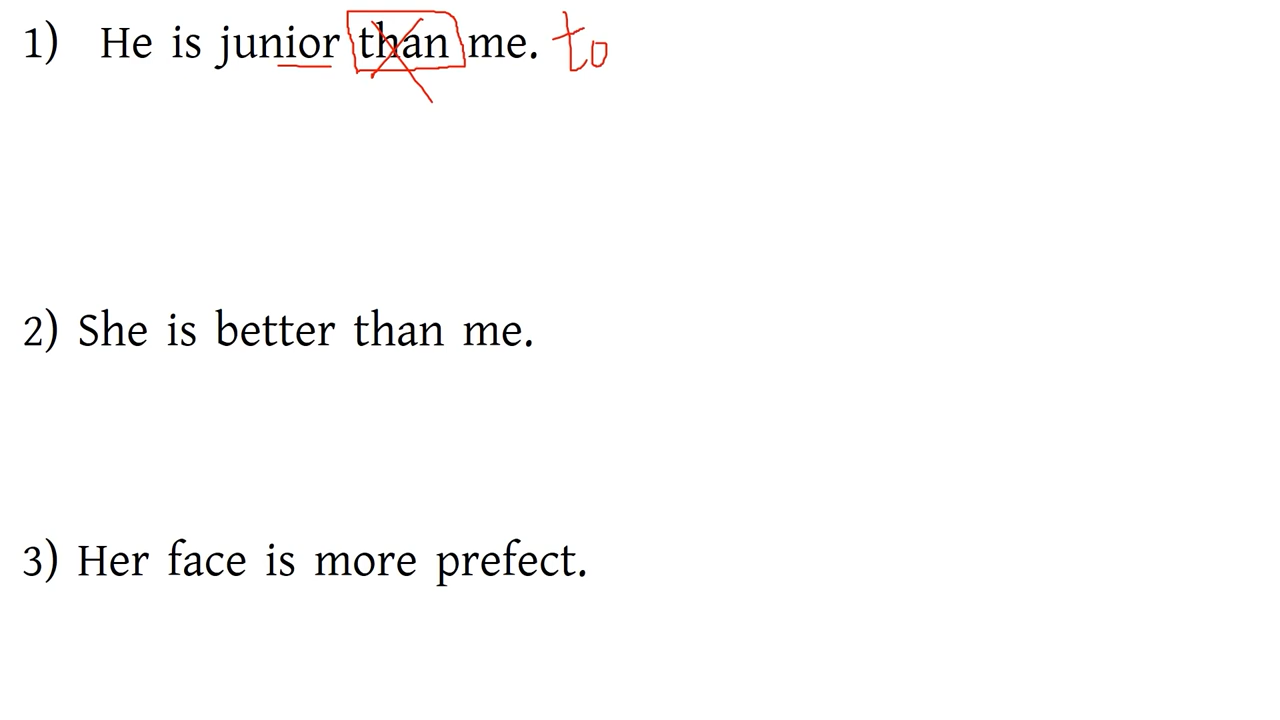 1) He is junior than me. to
2) She is better than me.
3) Her face is more prefect.